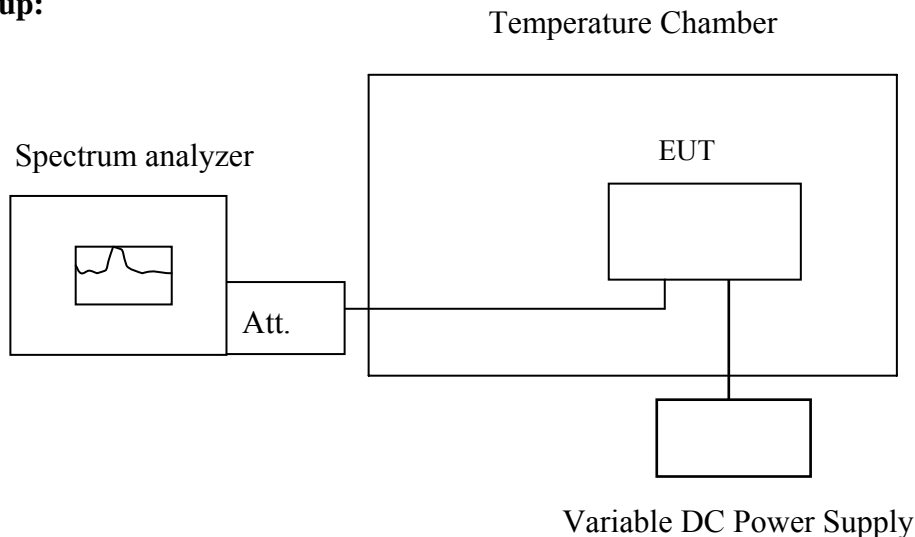 up:
Temperature Chamber
Spectrum analyzer
EUT
Att.
Variable DC Power Supply